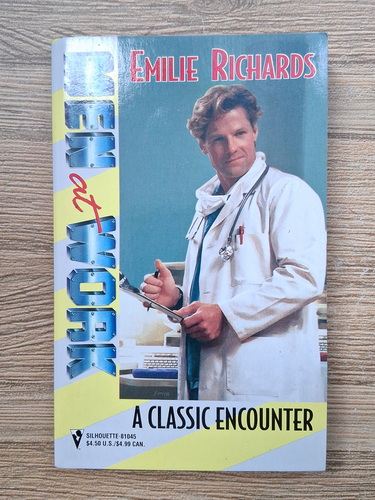 EMILIE RICHARDS
MEN at WORK
A CLASSIC ENCOUNTER
SILHOUETTE·81045
$4.50 U.S./$4.99 CAN.